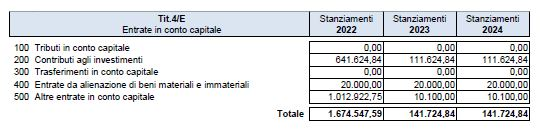 Tit.4/E Stanziamenti Stanziamenti Stanziamenti
Entrate in conto capitale 2022 2023 2024
100 Tributi in conto capitale 0,00 0,00 0,00
200 Contributi agli investimenti 641.624,84 111.624,84 111.624,84
300 Trasferimenti in conto capitale 0,00 0,00 0,00
400 Entrate da alienazione di beni materiali e immateriali 20.000,00 20.000,00 20.000,00
500 Altre entrate in conto capitale 1.012.922,75 10.100,00 10.100,00
Totale 1.674.547,59 141.724,84 141.724,84